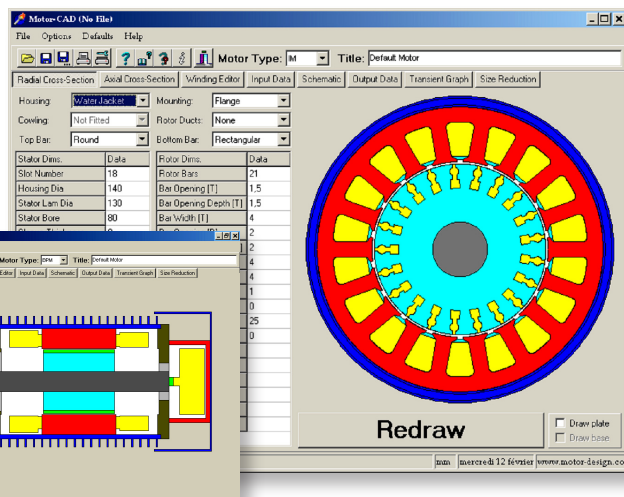 Motor-CAD (No File)
File Options Defaults Help
Motor Type: IM Title: Default Motor
Radial Cross-Section Axial Cross-Section Winding Editor Input Data Schematic Output Data Transient Graph Size Reduction
Housing: Water Jacket Mounting: Flange
Cowling: Not Fitted Rotor Ducts: None
Top Bar: Round Bottom Bar: Rectangular
Stator Dims. Data Rotor Dims. Data
Slot Number 18 Rotor Bars 21
Housing Dia 140 Bar Opening [T] 1,5
Stator Lam Dia 130 Bar Opening Depth [T] 1,5
Stator Bore 80 Bar Width [T] 4
2
2
4
4
1
0
25
0
Motor Type: BPM Title: Default Motor
Editor Input Data Schematic Output Data Transient Graph Size Reduction
Redraw
Draw plate
Draw base
mm mercredi 12 février www.motor-design.co